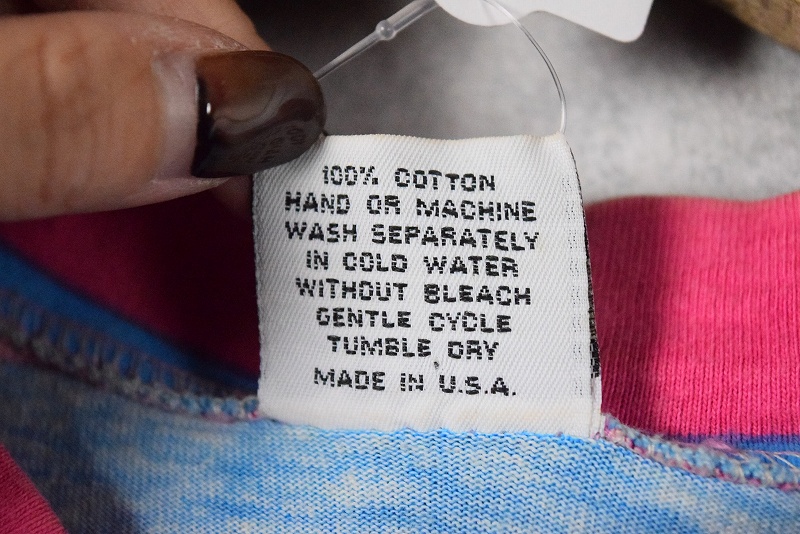 100% COTTON
HAND OR MACHINE
WASH SEPARATELY
IN COLD WATER
WITHOUT BLEACH
GENTLE CYCLE
TUMBLE DRY
MADE IN U.S.A.